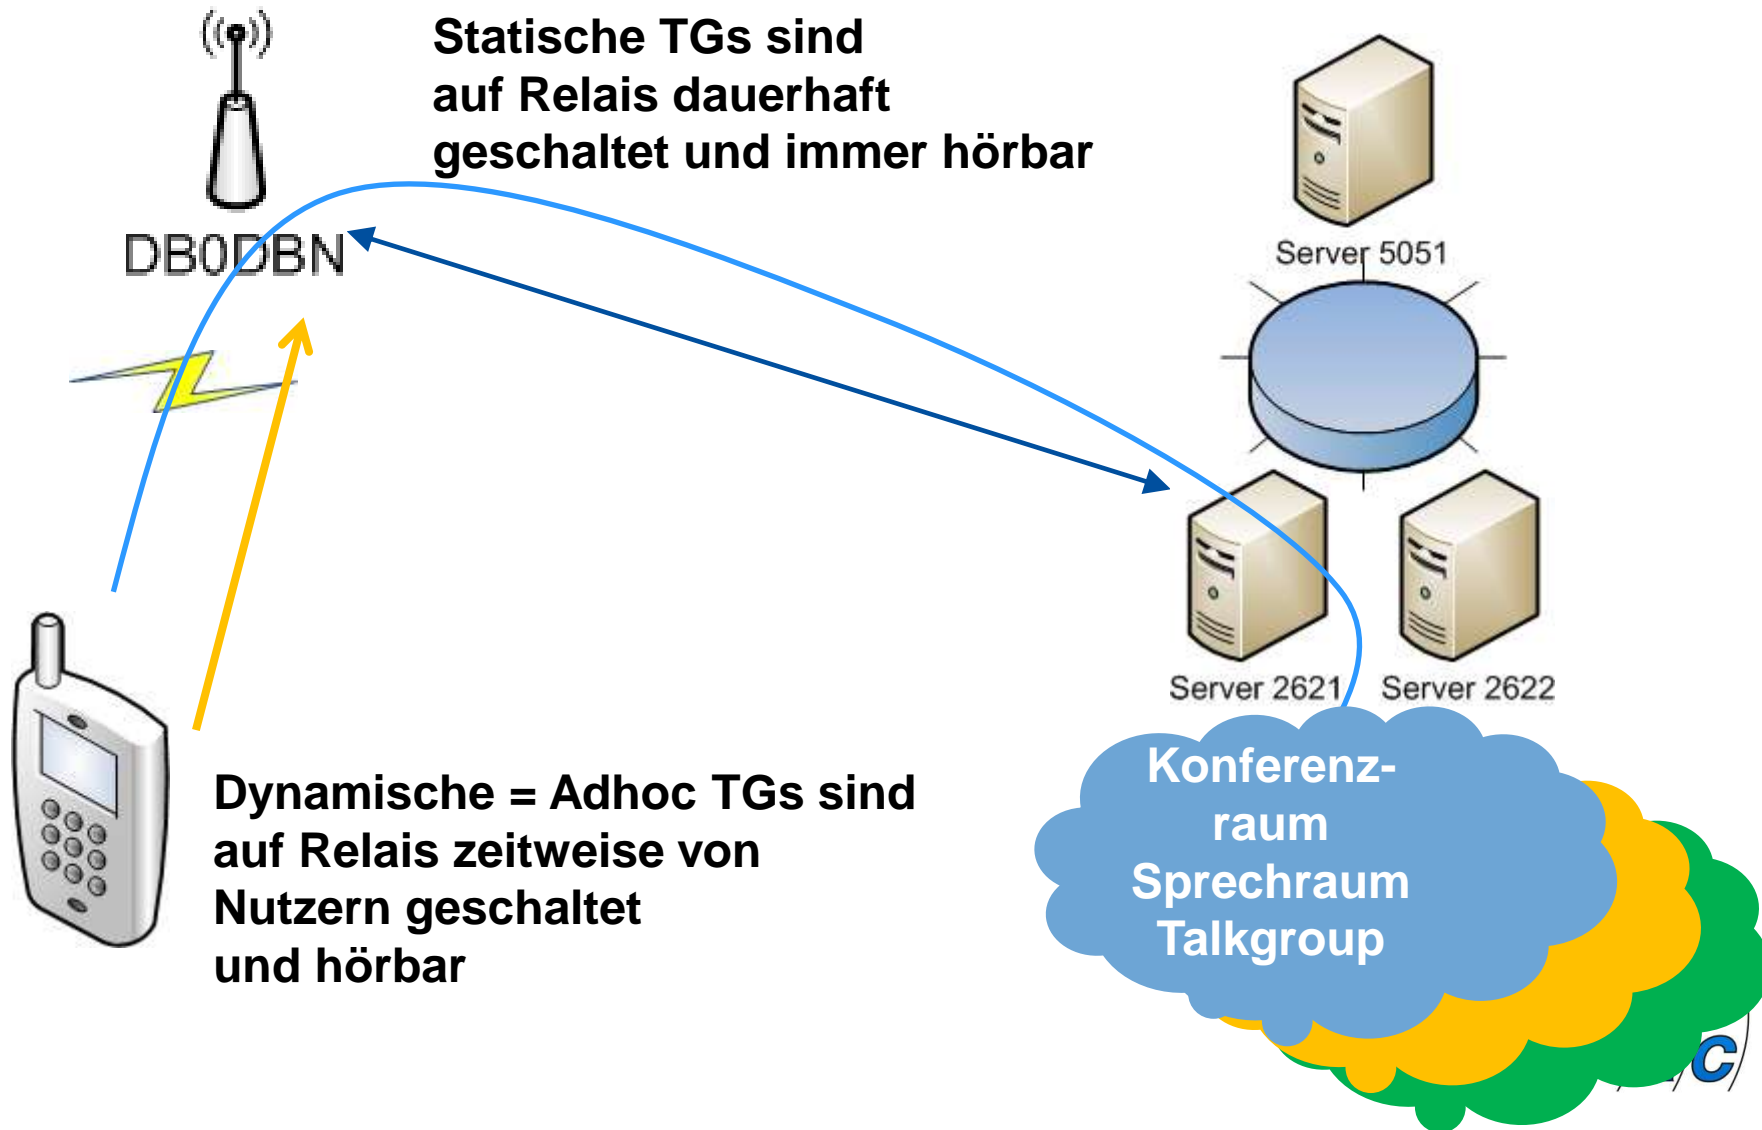 Statische TGs sind
auf Relais dauerhaft
geschaltet und immer hörbar
DB0DBN
Server 5051
Server 2621
Server 2622
Dynamische = Adhoc TGs sind
auf Relais zeitweise von
Nutzern geschaltet
und hörbar
Konferenz-
raum
Sprechraum
Talkgroup
C